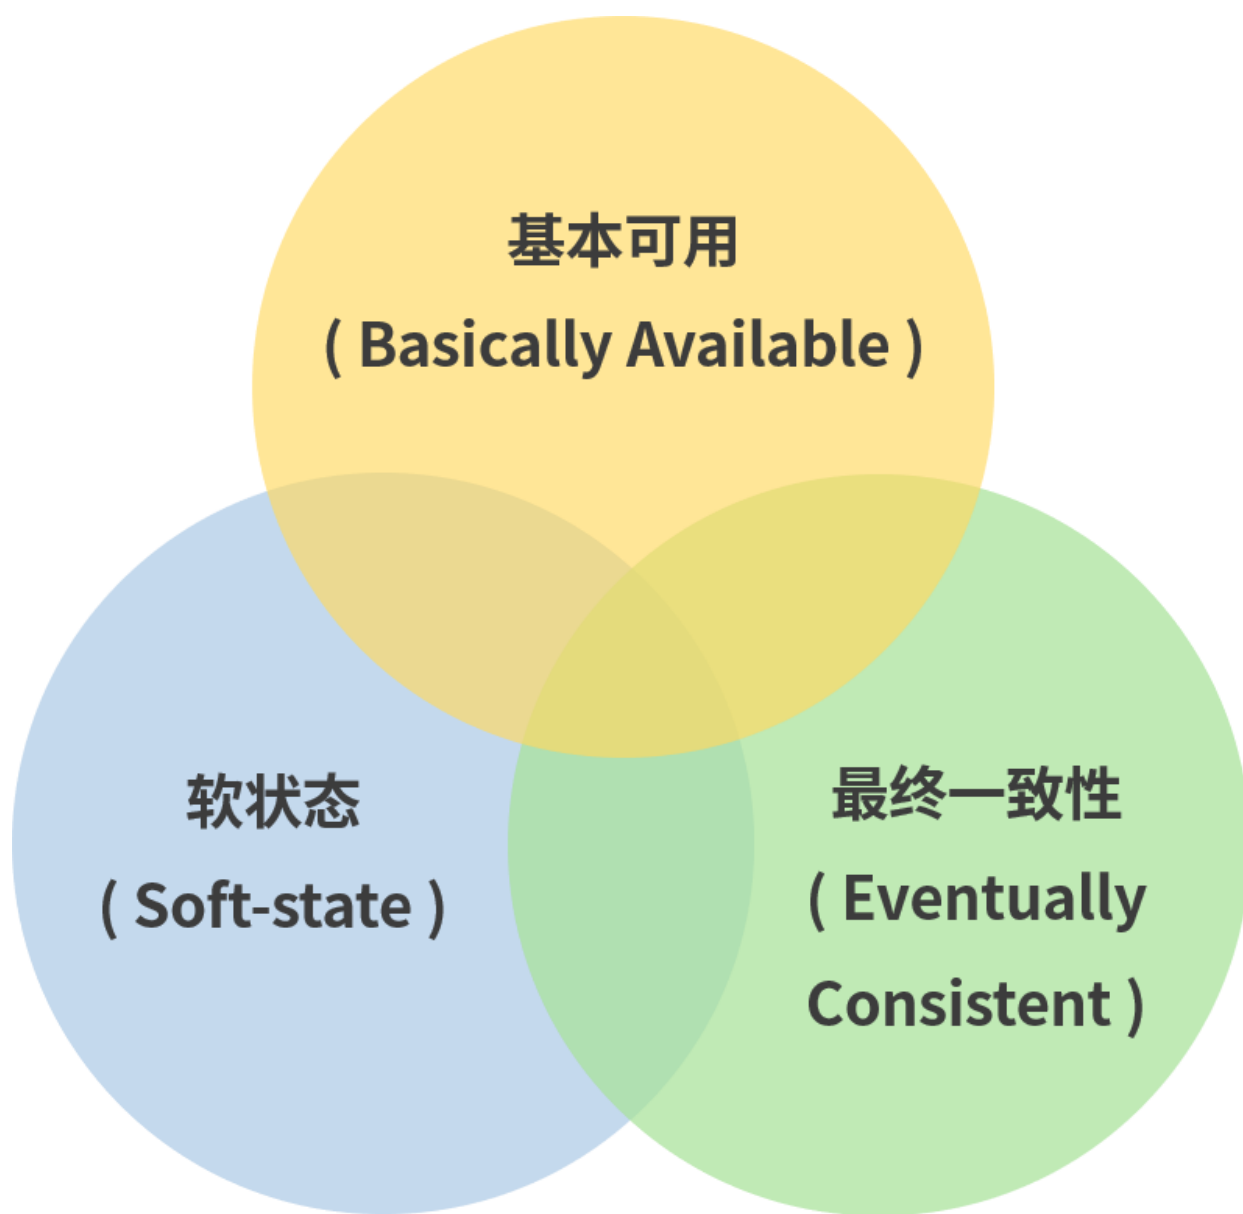 基本可用
( Basically Available )
软状态
( Soft-state )
最终一致性
( Eventually
Consistent )